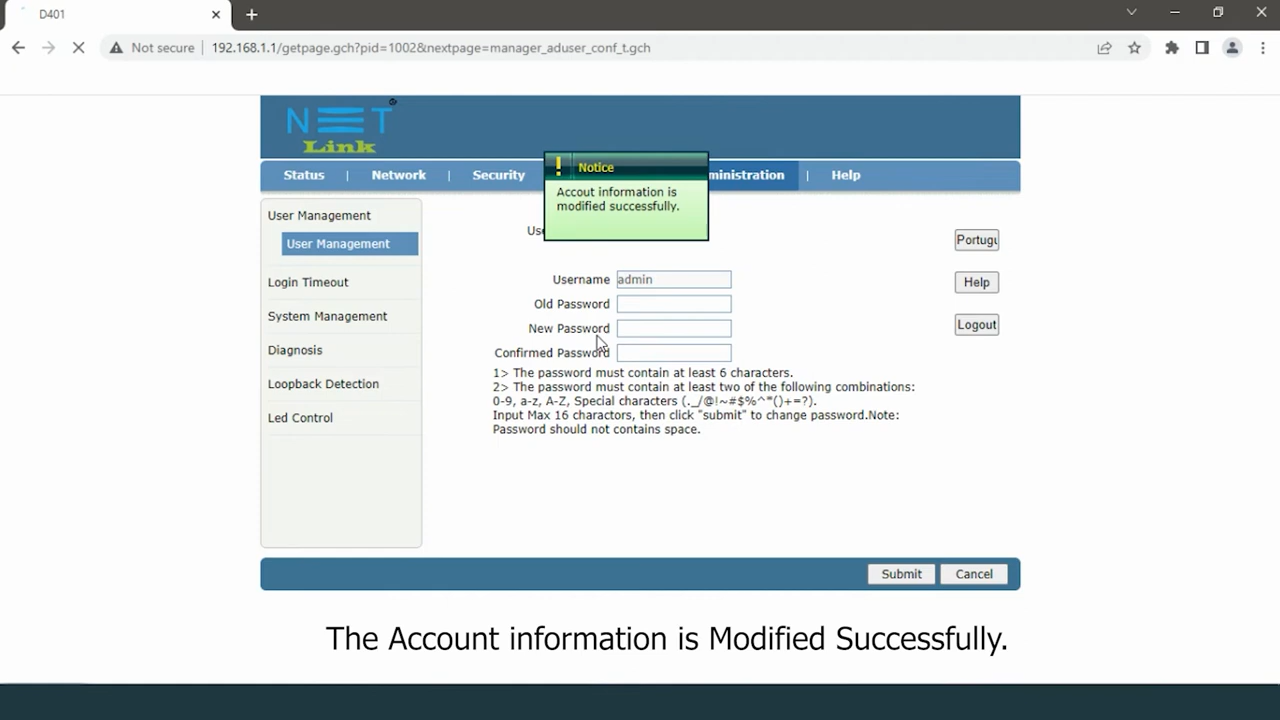 D401
Not secure
192.168.1.1/getpage.gch?pid=1002&nextpage=manager_aduser_conf_t.gch
NET
Link
Status | Network | Security
ministration | Help
Notice
Accout information is
modified successfully.
User Management
User Management
Login Timeout
System Management
Diagnosis
Loopback Detection
Led Control
Use
Username admin
Old Password
New Password
Confirmed Password
1> The password must contain at least 6 characters.
2> The password must contain at least two of the following combinations:
0-9, a-z, A-Z, Special characters (._/@!~#$%^*()+=?).
Input Max 16 charactors, then click "submit" to change password.Note:
Password should not contains space.
Portugu
Help
Logout
Submit Cancel
The Account information is Modified Successfully.